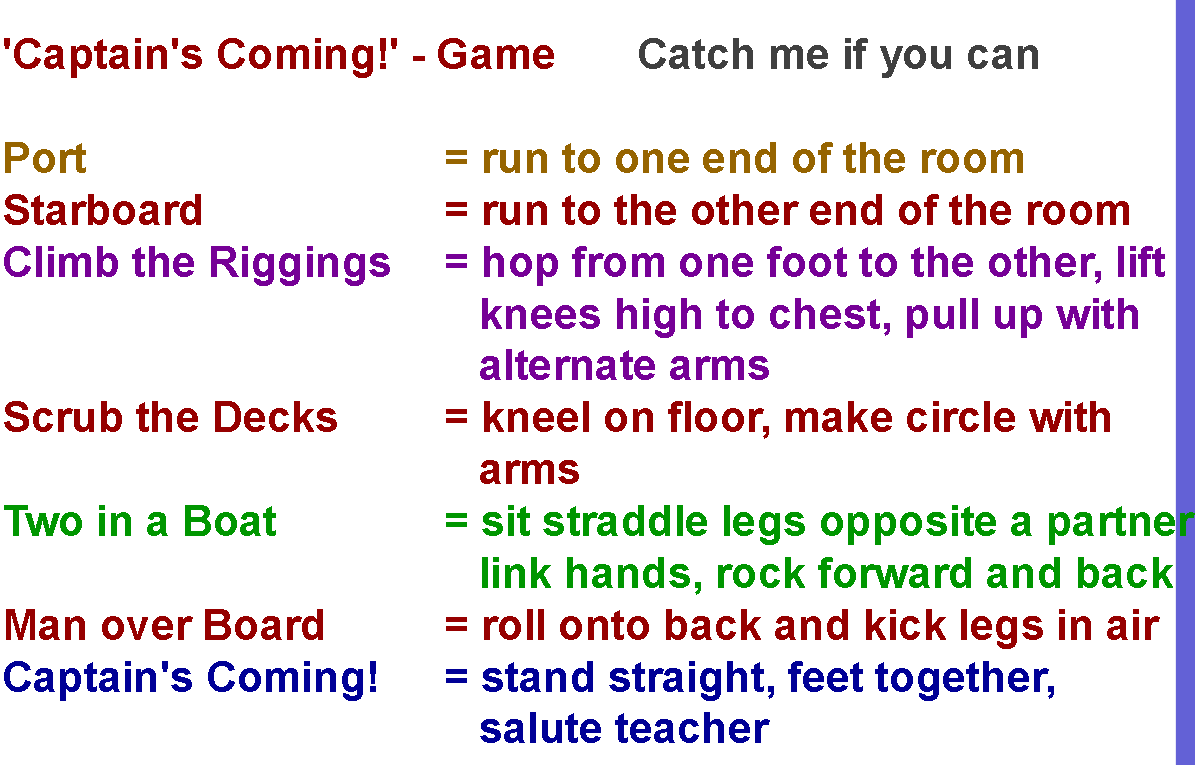 'Captain's Coming!' - Game Catch me if you can
Port = run to one end of the room
Starboard = run to the other end of the room
Climb the Riggings = hop from one foot to the other, lift
knees high to chest, pull up with
alternate arms
Scrub the Decks = kneel on floor, make circle with
arms
Two in a Boat = sit straddle legs opposite a partner
link hands, rock forward and back
Man over Board = roll onto back and kick legs in air
Captain's Coming! = stand straight, feet together,
salute teacher